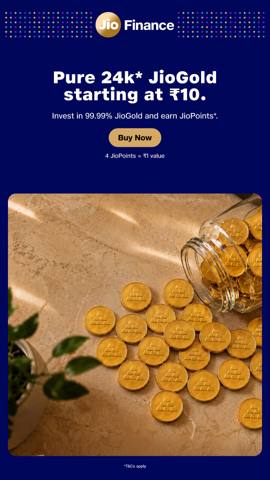 Jio Finance
Pure 24k* JioGold
starting at ₹10.
Invest in 99.99% JioGold and earn JioPoints*.
Buy Now
4 JioPoints = ₹1 value
*T&Cs apply